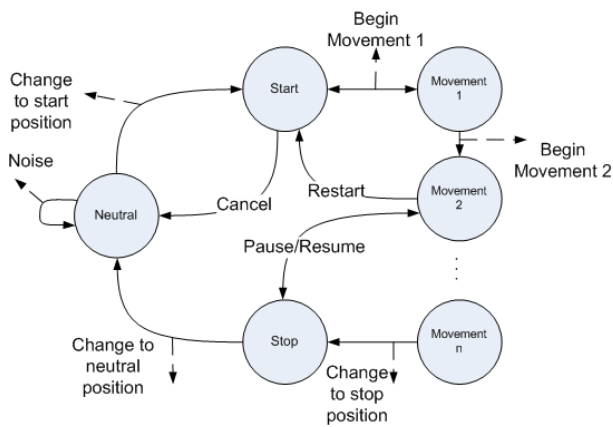 Begin
Movement 1
Change
to start
position
Start
Movement
1
Noise
Begin
Movement 2
Cancel
Restart
Movement
2
Neutral
Pause/Resume
. . . .
Change to
neutral
position
Stop
Change
to stop
position
Movement
n